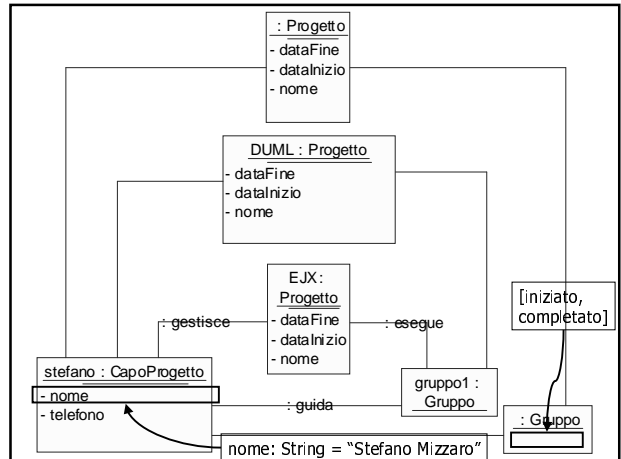 : Progetto
- dataFine
- dataInizio
- nome
DUML : Progetto
- dataFine
- dataInizio
- nome
EJX:
Progetto
- dataFine
- dataInizio
- nome
: gestisce
: esegue
[iniziato,
completato]
stefano : CapoProgetto
- nome
- telefono
: guida
gruppo1 :
Gruppo
: Gruppo
nome: String = “Stefano Mizzaro”